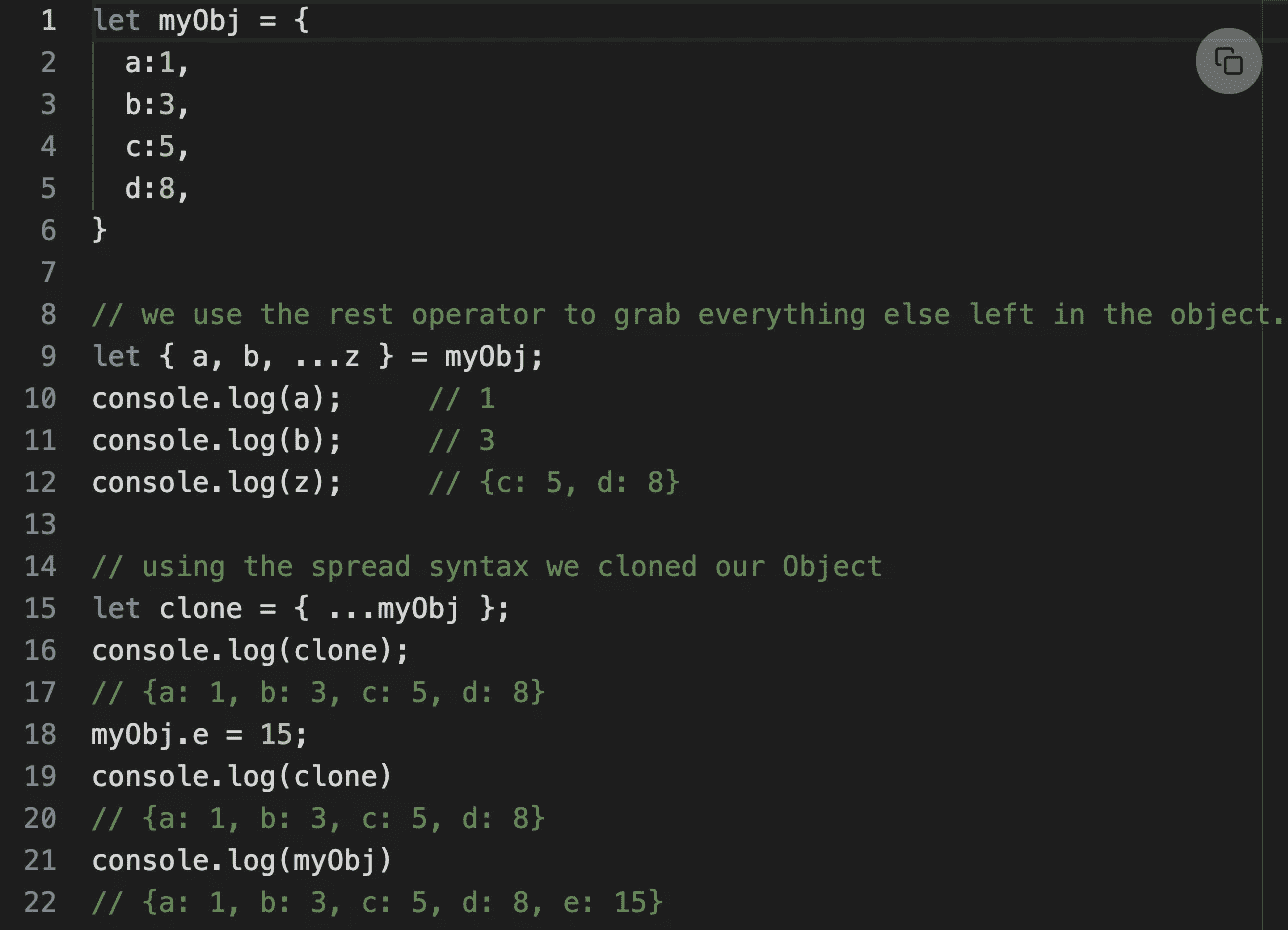 1 let myObj = {
2   a:1,
3   b:3,
4   c:5,
5   d:8,
6 }
7
8 // we use the rest operator to grab everything else left in the object.
9 let { a, b, ...z } = myObj;
10 console.log(a);     // 1
11 console.log(b);     // 3
12 console.log(z);     // {c: 5, d: 8}
13
14 // using the spread syntax we cloned our Object
15 let clone = { ...myObj };
16 console.log(clone);
17 // {a: 1, b: 3, c: 5, d: 8}
18 myObj.e = 15;
19 console.log(clone)
20 // {a: 1, b: 3, c: 5, d: 8}
21 console.log(myObj)
22 // {a: 1, b: 3, c: 5, d: 8, e: 15}